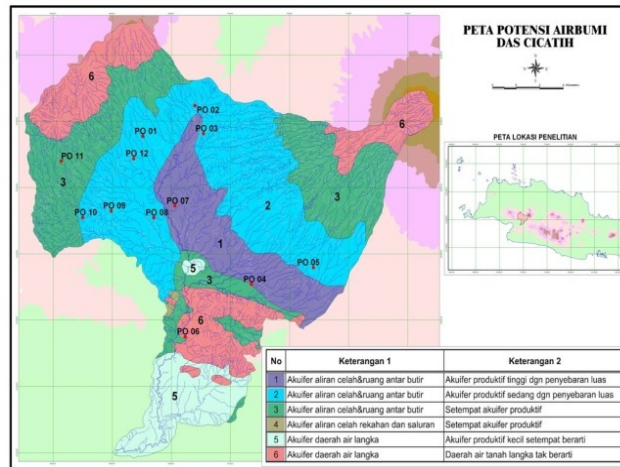 PETA POTENSI AIRBUMI
DAS CICATIH
PETA LOKASI PENELITIAN
6
PO 02
PO 01
PO 03
6
PO 11
PO 12
3
3
2
PO 10
PO 09
PO 08
PO 07
1
5
3
PO 04
PO 05
6
PO 06
5
No Keterangan 1 Keterangan 2
1 Akuifer aliran celah&ruang antar butir Akuifer produktif tinggi dgn penyebaran luas
2 Akuifer aliran celah&ruang antar butir Akuifer produktif sedang dgn penyebaran luas
3 Akuifer aliran celah&ruang antar butir Setempat akuifer produktif
4 Akuifer aliran celah rekahan dan saluran Setempat akuifer produktif
5 Akuifer daerah air langka Akuifer produktif kecil setempat berarti
6 Akuifer daerah air langka Daerah air tanah langka tak berarti